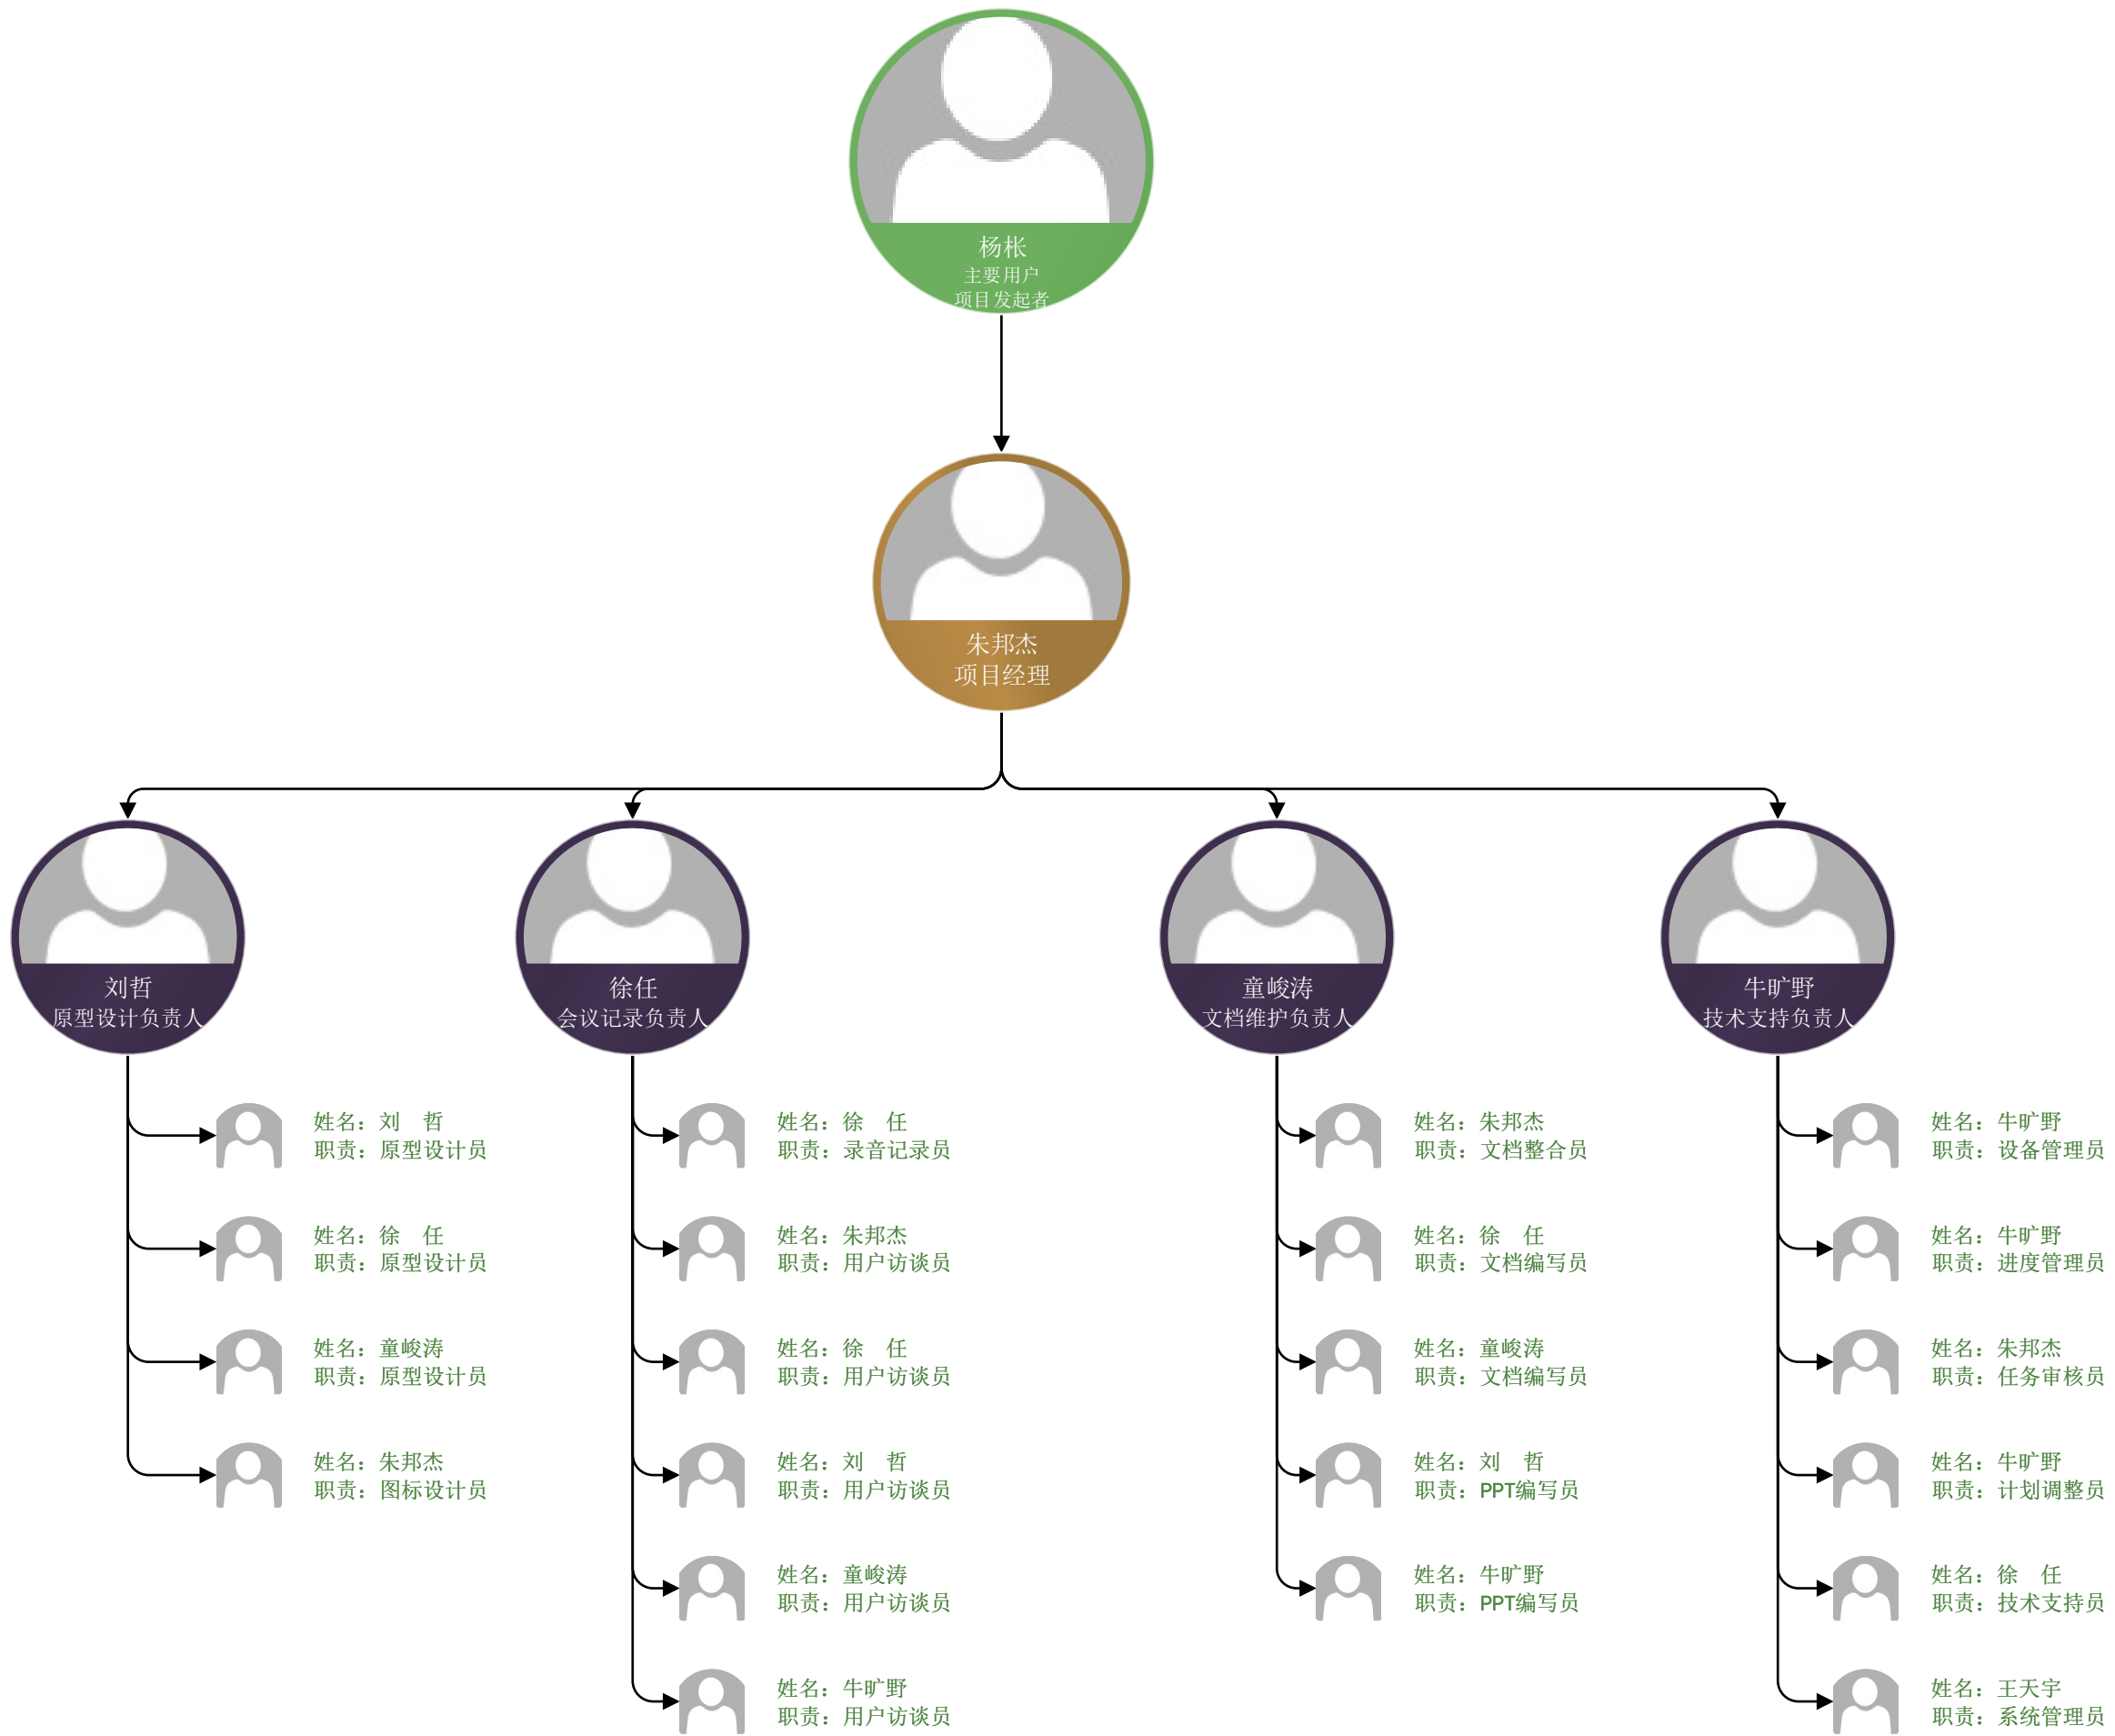 杨枨
主要用户
项目发起者
朱邦杰
项目经理
刘哲
原型设计负责人
徐任
会议记录负责人
童峻涛
文档维护负责人
牛旷野
技术支持负责人
姓名：刘　哲
职责：原型设计员
姓名：徐　任
职责：原型设计员
姓名：童峻涛
职责：原型设计员
姓名：朱邦杰
职责：图标设计员
姓名：徐　任
职责：录音记录员
姓名：朱邦杰
职责：用户访谈员
姓名：徐　任
职责：用户访谈员
姓名：刘　哲
职责：用户访谈员
姓名：童峻涛
职责：用户访谈员
姓名：牛旷野
职责：用户访谈员
姓名：朱邦杰
职责：文档整合员
姓名：徐　任
职责：文档编写员
姓名：童峻涛
职责：文档编写员
姓名：刘　哲
职责：PPT编写员
姓名：牛旷野
职责：PPT编写员
姓名：牛旷野
职责：设备管理员
姓名：牛旷野
职责：进度管理员
姓名：朱邦杰
职责：任务审核员
姓名：牛旷野
职责：计划调整员
姓名：徐　任
职责：技术支持员
姓名：王天宇
职责：系统管理员